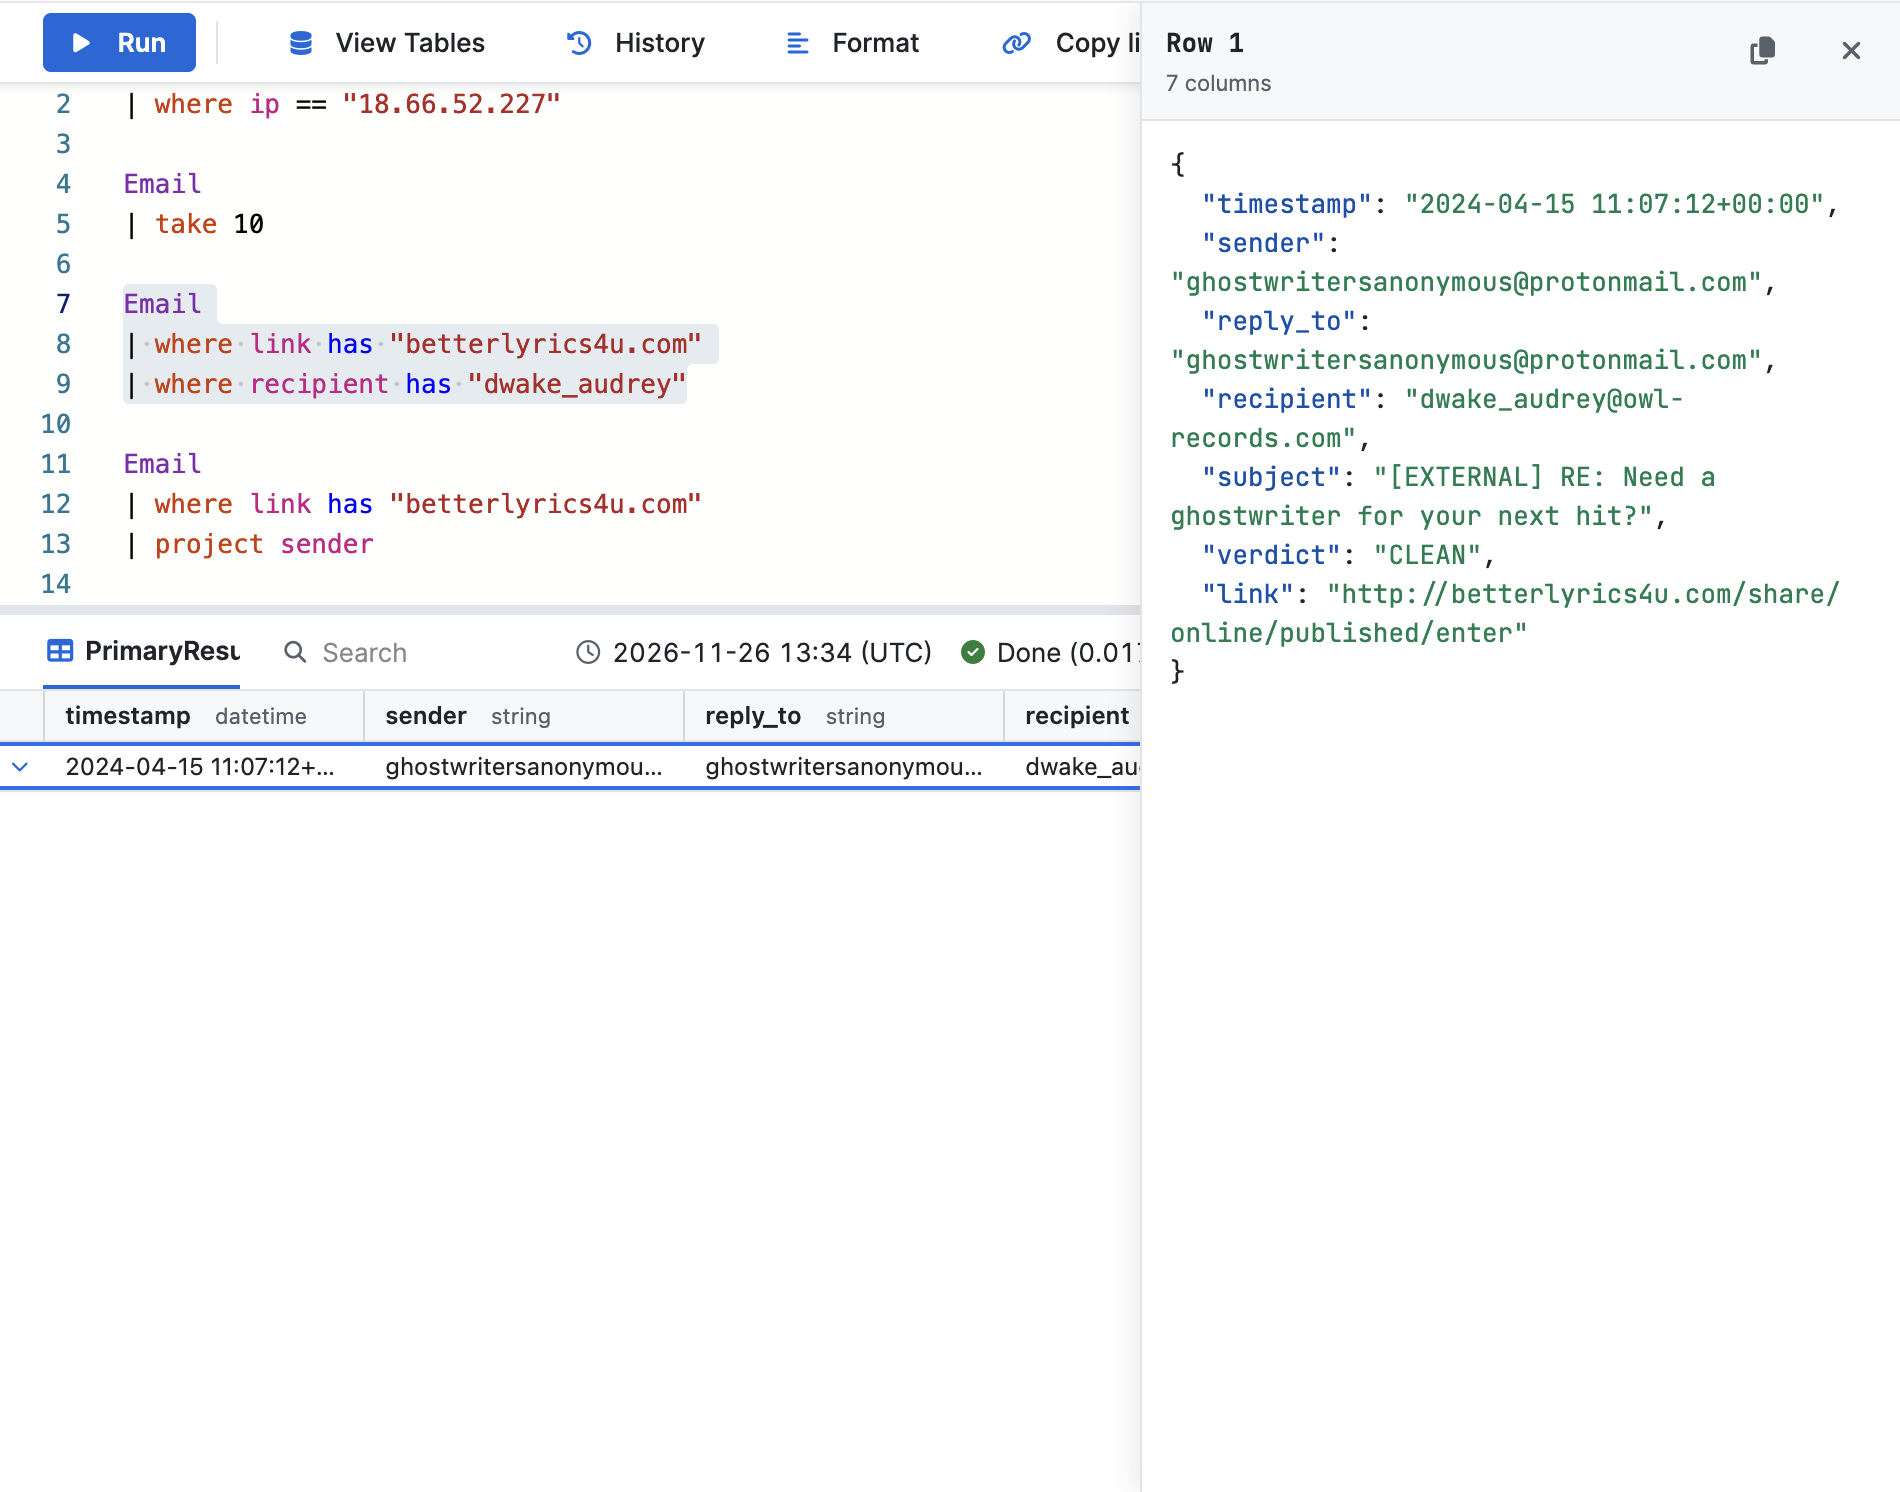 Run
View Tables
History
Format
Copy li
2 | where ip == "18.66.52.227"
3
4 Email
5 | take 10
6
7 Email
8 | where link has "betterlyrics4u.com"
9 | where recipient has "dwake_audrey"
10
11 Email
12 | where link has "betterlyrics4u.com"
13 | project sender
14
PrimaryResu
Search
2026-11-26 13:34 (UTC)
Done (0.017
timestamp datetime sender string reply_to string recipient
2024-04-15 11:07:12+... ghostwritersanonymou... ghostwritersanonymou... dwake_au
Row 1
7 columns
{
"timestamp": "2024-04-15 11:07:12+00:00",
"sender":
"ghostwritersanonymous@protonmail.com",
"reply_to":
"ghostwritersanonymous@protonmail.com",
"recipient": "dwake_audrey@owl-
records.com",
"subject": "[EXTERNAL] RE: Need a
ghostwriter for your next hit?",
"verdict": "CLEAN",
"link": "http://betterlyrics4u.com/share/
online/published/enter"
}